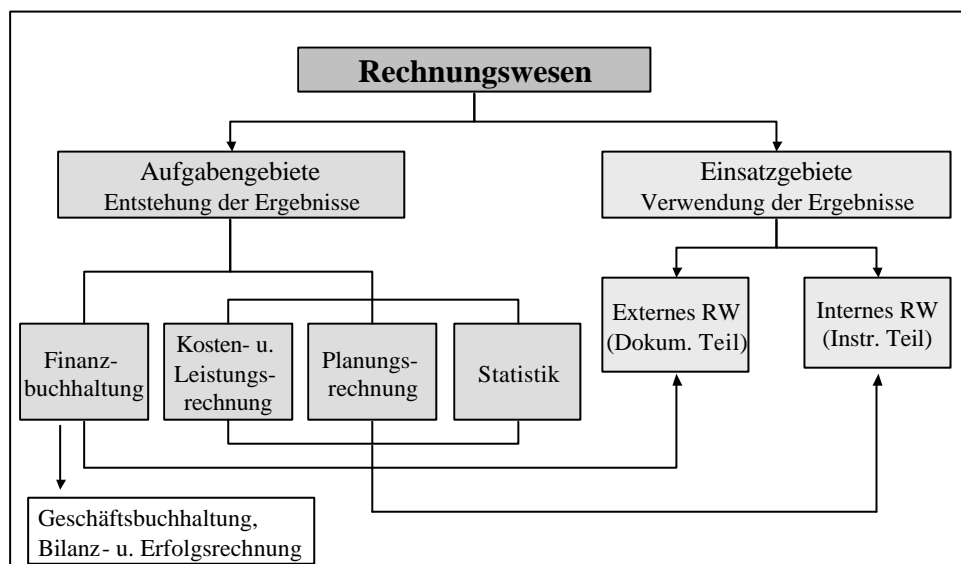 Rechnungswesen
Aufgabengebiete
Entstehung der Ergebnisse
Einsatzgebiete
Verwendung der Ergebnisse
Finanz-
buchhaltung
Kosten- u.
Leistungs-
rechnung
Planungs-
rechnung
Statistik
Externes RW
(Dokum. Teil)
Internes RW
(Instr. Teil)
Geschäftsbuchhaltung,
Bilanz- u. Erfolgsrechnung